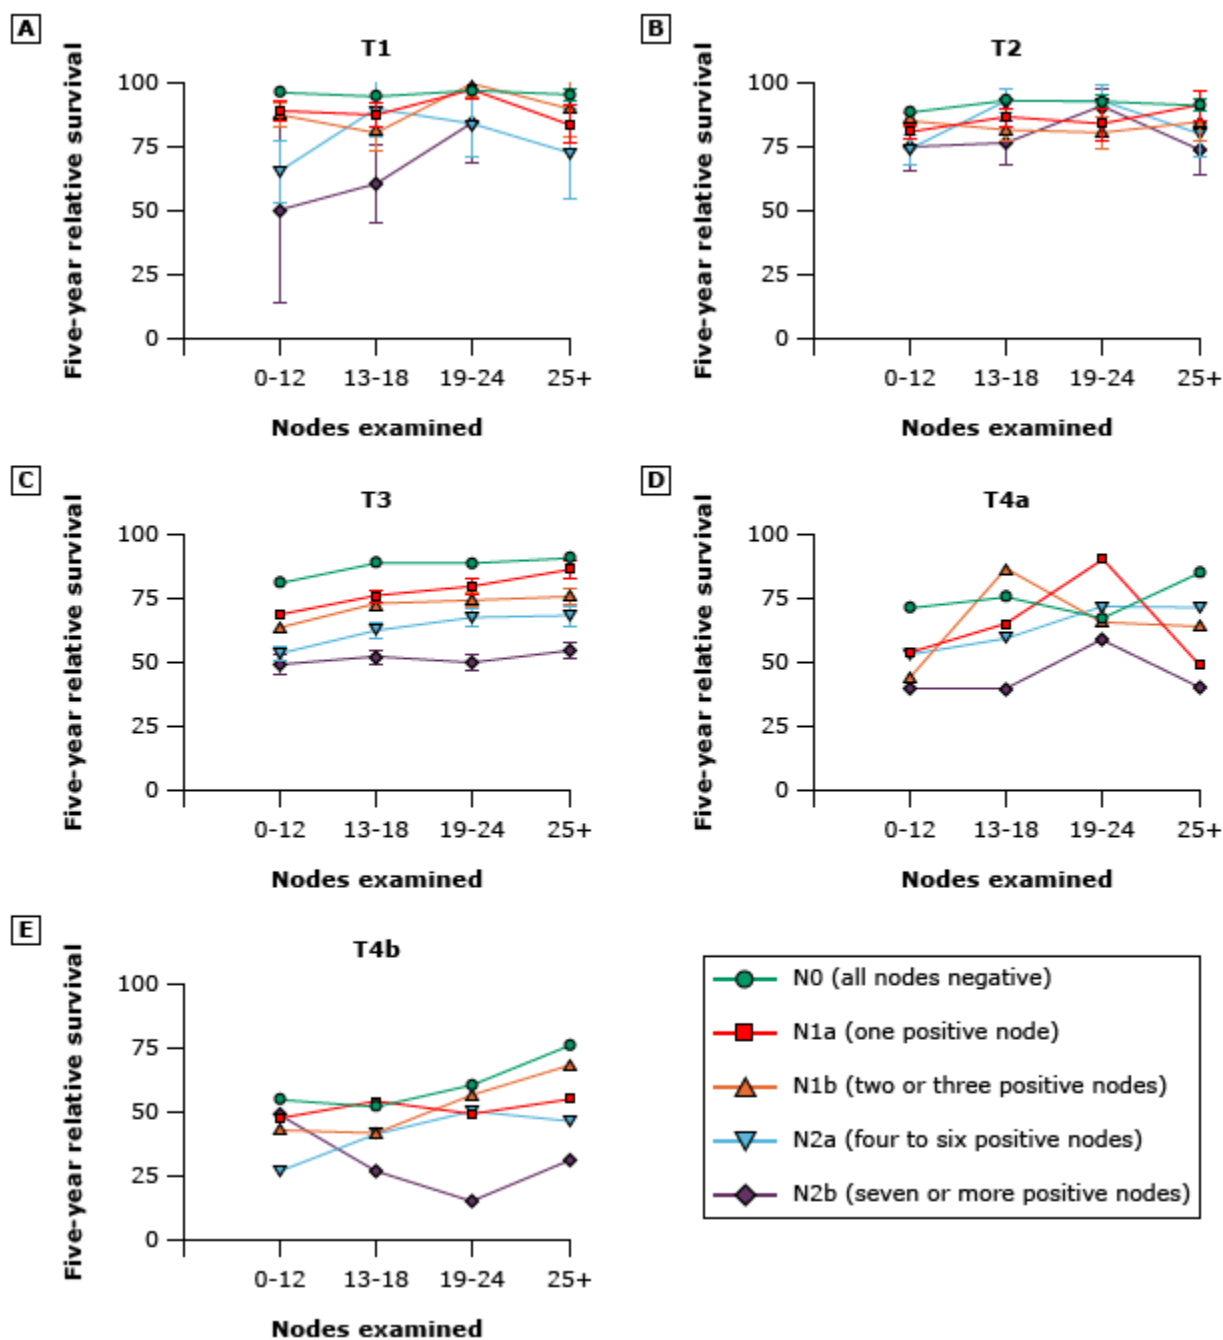 A
T1
Five-year relative survival
100
75
50
25
0
0-12 13-18 19-24 25+
Nodes examined
B
T2
Five-year relative survival
100
75
50
25
0
0-12 13-18 19-24 25+
Nodes examined
C
T3
Five-year relative survival
100
75
50
25
0
0-12 13-18 19-24 25+
Nodes examined
D
T4a
Five-year relative survival
100
75
50
25
0
0-12 13-18 19-24 25+
Nodes examined
E
T4b
Five-year relative survival
100
75
50
25
0
0-12 13-18 19-24 25+
Nodes examined
N0 (all nodes negative)
N1a (one positive node)
N1b (two or three positive nodes)
N2a (four to six positive nodes)
N2b (seven or more positive nodes)